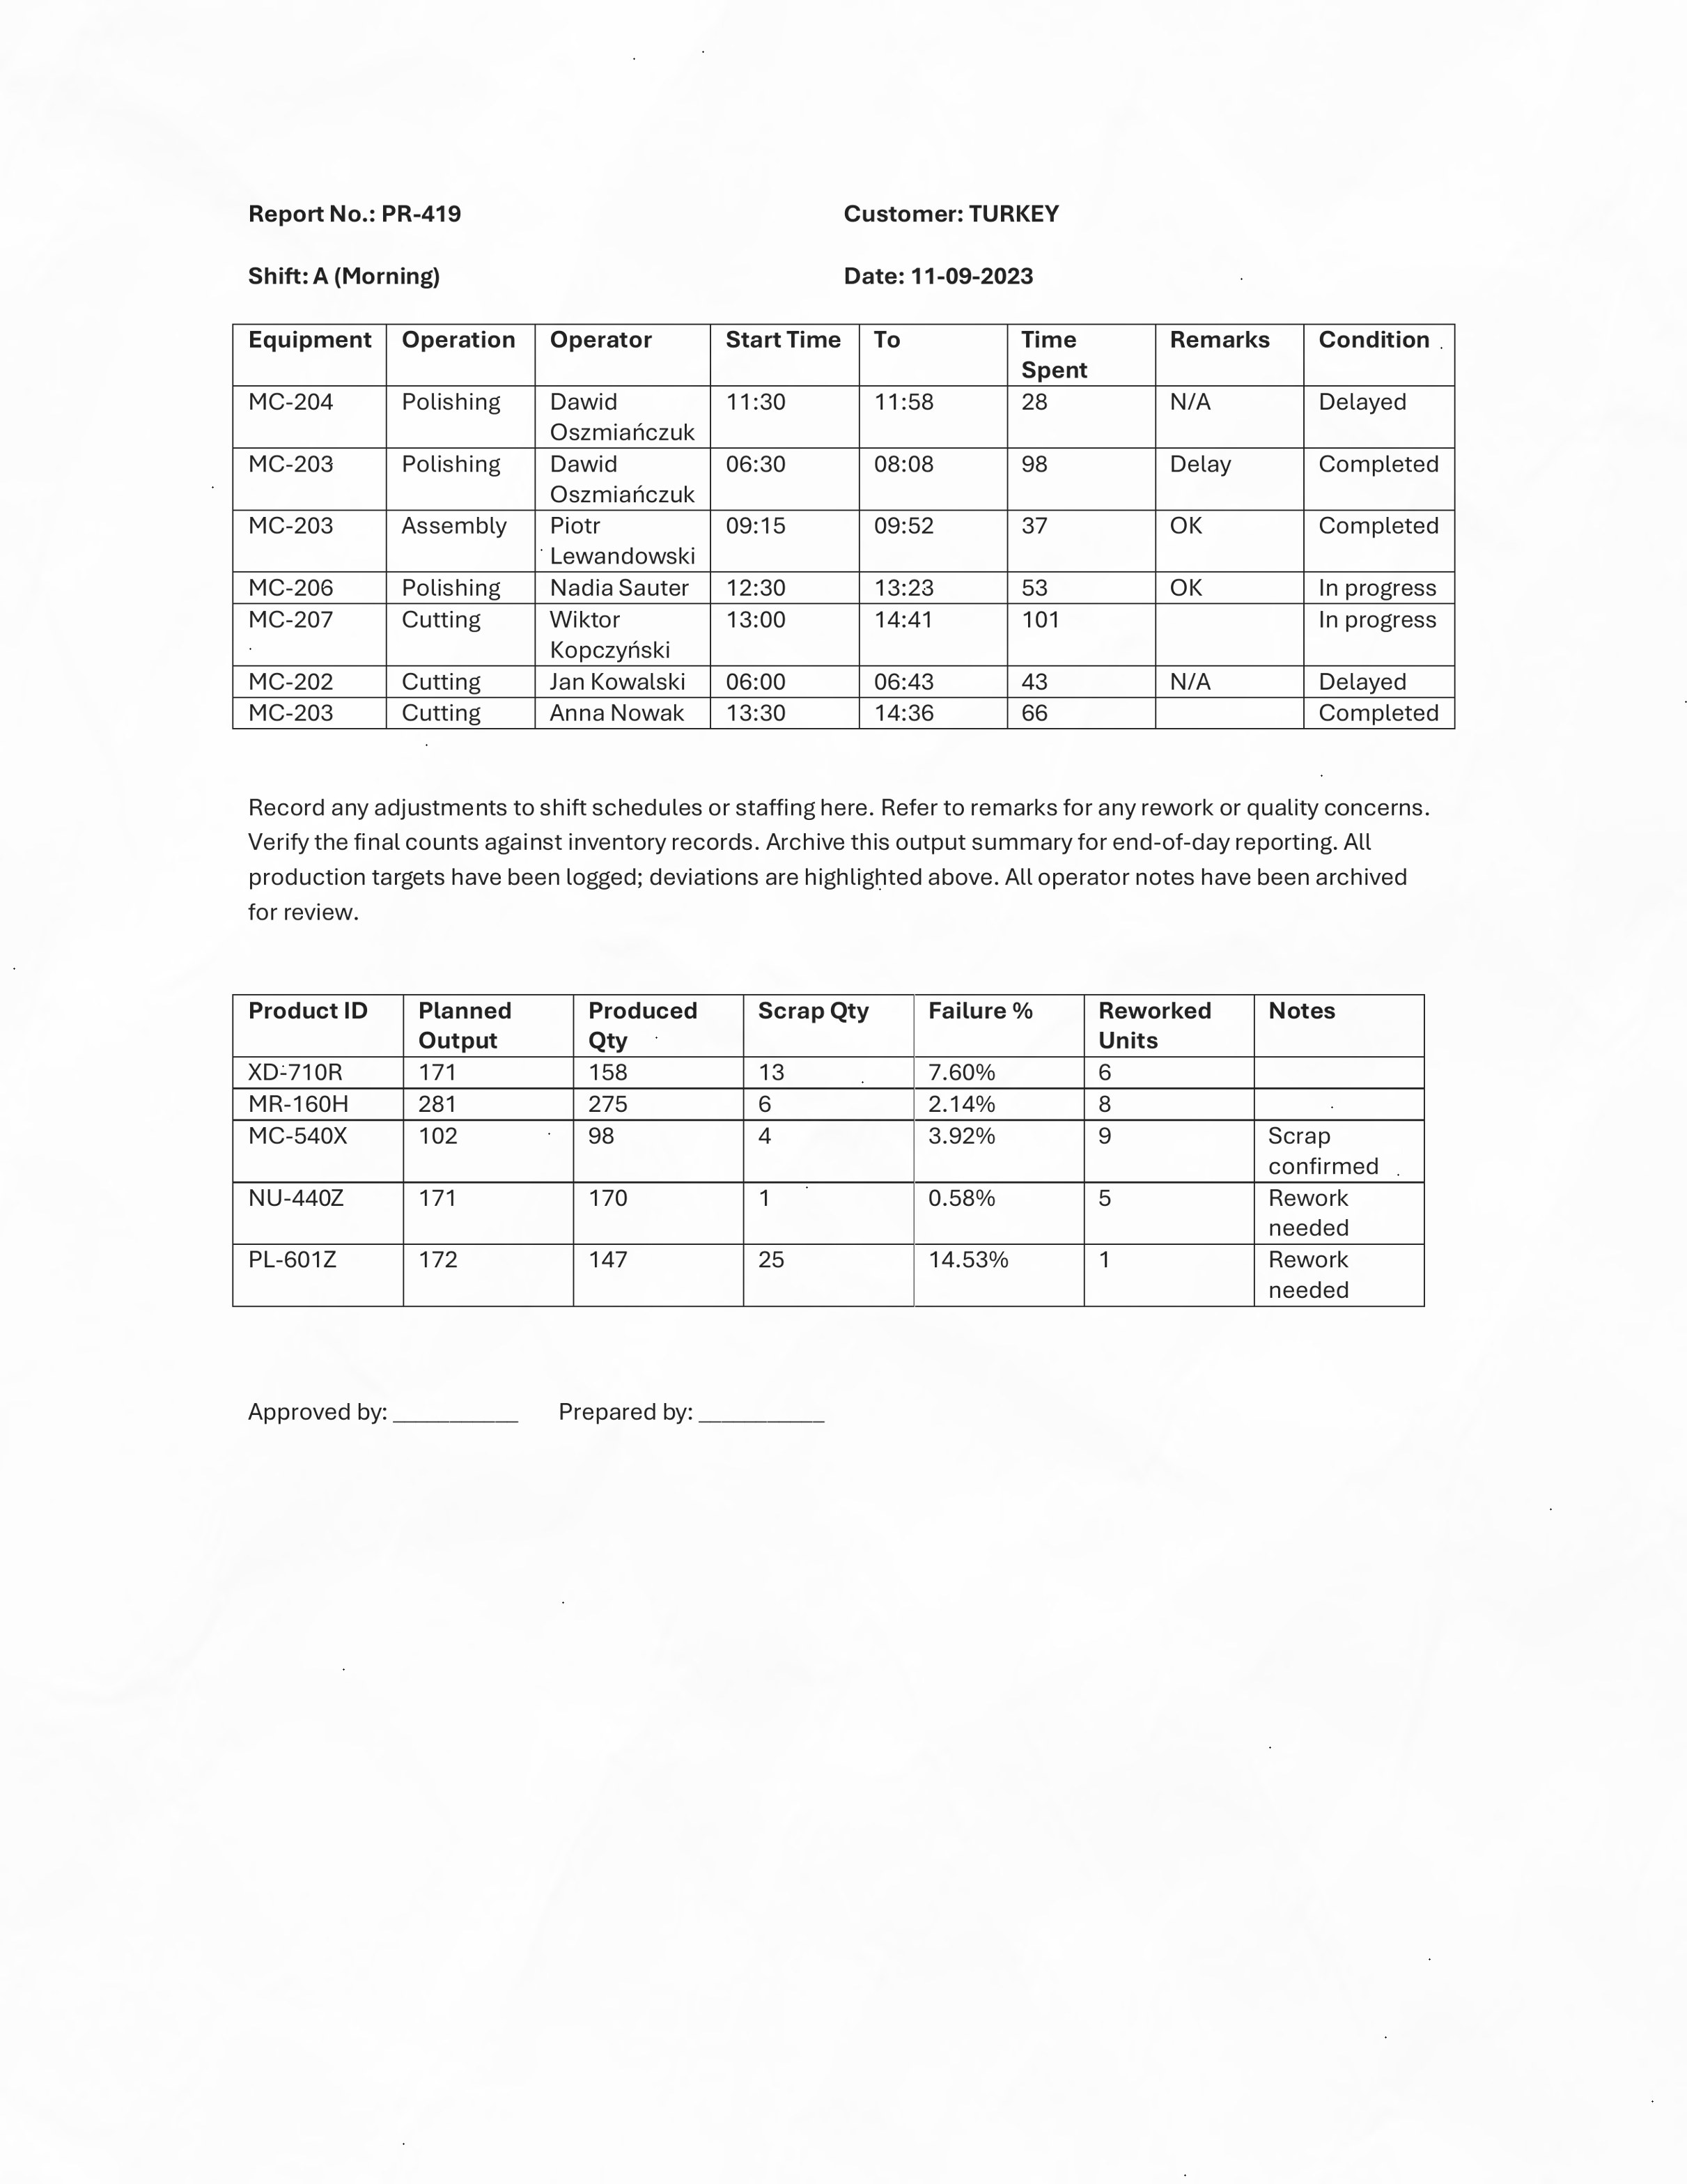 Report No.: PR-419 Customer: TURKEY
Shift: A (Morning) Date: 11-09-2023
Equipment Operation Operator Start Time To Time Spent Remarks Condition
MC-204 Polishing Dawid Oszmiańczuk 11:30 11:58 28 N/A Delayed
MC-203 Polishing Dawid Oszmiańczuk 06:30 08:08 98 Delay Completed
MC-203 Assembly Piotr Lewandowski 09:15 09:52 37 OK Completed
MC-206 Polishing Nadia Sauter 12:30 13:23 53 OK In progress
MC-207 Cutting Wiktor Kopczyński 13:00 14:41 101 In progress
MC-202 Cutting Jan Kowalski 06:00 06:43 43 N/A Delayed
MC-203 Cutting Anna Nowak 13:30 14:36 66 Completed
Record any adjustments to shift schedules or staffing here. Refer to remarks for any rework or quality concerns.
Verify the final counts against inventory records. Archive this output summary for end-of-day reporting. All
production targets have been logged; deviations are highlighted above. All operator notes have been archived
for review.
Product ID Planned Output Produced Qty Scrap Qty Failure % Reworked Units Notes
XD-710R 171 158 13 7.60% 6
MR-160H 281 275 6 2.14% 8
MC-540X 102 98 4 3.92% 9 Scrap confirmed
NU-440Z 171 170 1 0.58% 5 Rework needed
PL-601Z 172 147 25 14.53% 1 Rework needed
Approved by: __________ Prepared by: __________